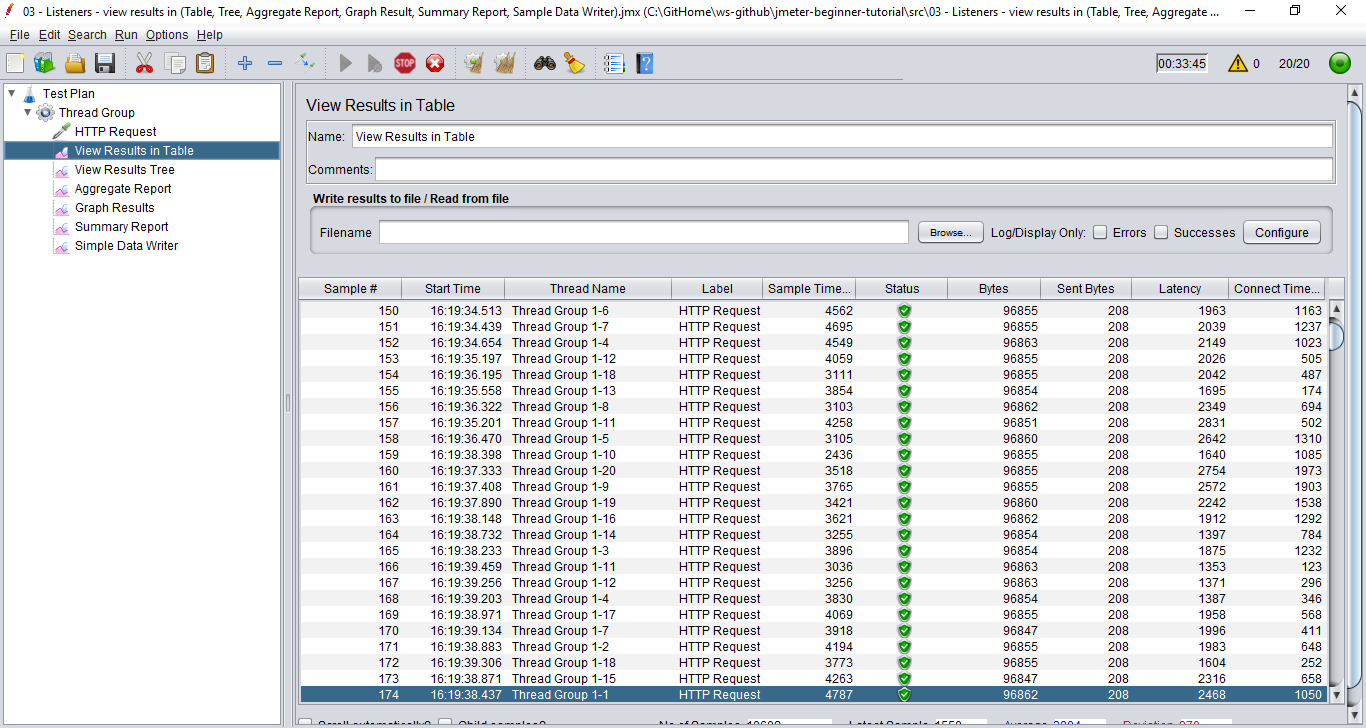 03 - Listeners - view results in (Table, Tree, Aggregate Report, Graph Result, Summary Report, Sample Data Writer).jmx (C:\GitHome\ws-github\jmeter-beginner-tutorial\src\03 - Listeners - view results in (Table, Tree, Aggregate ...
File Edit Search Run Options Help
STOP 00:33:45 0 20/20
Test Plan
Thread Group
HTTP Request
View Results in Table
View Results Tree
Aggregate Report
Graph Results
Summary Report
Simple Data Writer
View Results in Table
Name: View Results in Table
Comments:
Write results to file / Read from file
Filename Browse... Log/Display Only: Errors Successes Configure
Sample # Start Time Thread Name Label Sample Time... Status Bytes Sent Bytes Latency Connect Time...
150 16:19:34.513 Thread Group 1-6 HTTP Request 4562 96855 208 1963 1163
151 16:19:34.439 Thread Group 1-7 HTTP Request 4695 96855 208 2039 1237
152 16:19:34.654 Thread Group 1-4 HTTP Request 4549 96863 208 2149 1023
153 16:19:35.197 Thread Group 1-12 HTTP Request 4059 96855 208 2026 505
154 16:19:36.195 Thread Group 1-18 HTTP Request 3111 96855 208 2042 487
155 16:19:35.558 Thread Group 1-13 HTTP Request 3854 96854 208 1695 174
156 16:19:36.322 Thread Group 1-8 HTTP Request 3103 96862 208 2349 694
157 16:19:35.201 Thread Group 1-11 HTTP Request 4258 96851 208 2831 502
158 16:19:36.470 Thread Group 1-5 HTTP Request 3105 96860 208 2642 1310
159 16:19:38.398 Thread Group 1-10 HTTP Request 2436 96855 208 1640 1085
160 16:19:37.333 Thread Group 1-20 HTTP Request 3518 96855 208 2754 1973
161 16:19:37.408 Thread Group 1-9 HTTP Request 3765 96855 208 2572 1903
162 16:19:37.890 Thread Group 1-19 HTTP Request 3421 96860 208 2242 1538
163 16:19:38.148 Thread Group 1-16 HTTP Request 3621 96862 208 1912 1292
164 16:19:38.732 Thread Group 1-14 HTTP Request 3255 96854 208 1397 784
165 16:19:38.233 Thread Group 1-3 HTTP Request 3896 96854 208 1875 1232
166 16:19:39.459 Thread Group 1-11 HTTP Request 3036 96863 208 1353 123
167 16:19:39.256 Thread Group 1-12 HTTP Request 3256 96863 208 1371 296
168 16:19:39.203 Thread Group 1-4 HTTP Request 3830 96854 208 1387 346
169 16:19:38.971 Thread Group 1-17 HTTP Request 4069 96855 208 1958 568
170 16:19:39.134 Thread Group 1-7 HTTP Request 3918 96847 208 1996 411
171 16:19:38.883 Thread Group 1-2 HTTP Request 4194 96855 208 1983 648
172 16:19:39.306 Thread Group 1-18 HTTP Request 3773 96855 208 1604 252
173 16:19:38.871 Thread Group 1-15 HTTP Request 4263 96847 208 2316 658
174 16:19:38.437 Thread Group 1-1 HTTP Request 4787 96862 208 2468 1050
Scroll automatically? Child samples? No of Samples Latest Sample Average Deviation